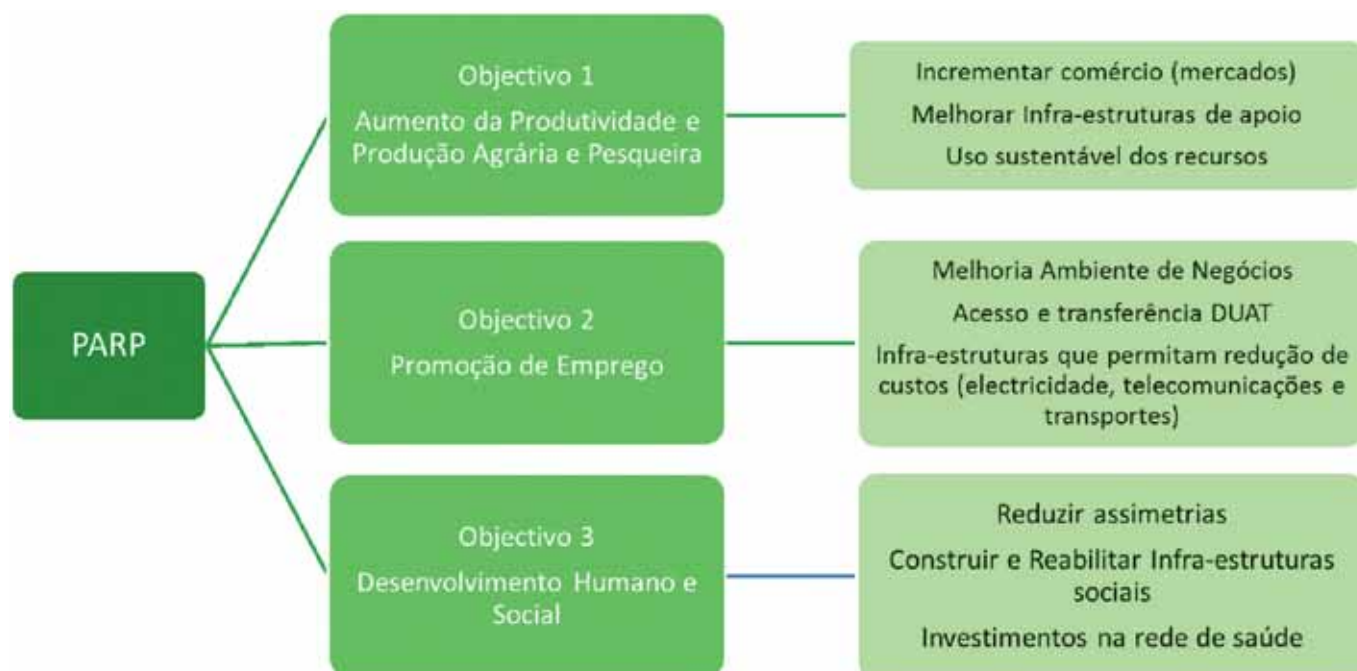 PARP
Objectivo 1
Aumento da Produtividade e
Produção Agrária e Pesqueira
Incrementar comércio (mercados)
Melhorar Infra-estruturas de apoio
Uso sustentável dos recursos
Objectivo 2
Promoção de Emprego
Melhoria Ambiente de Negócios
Acesso e transferência DUAT
Infra-estruturas que permitam redução de
custos (electricidade, telecomunicações e
transportes)
Objectivo 3
Desenvolvimento Humano e
Social
Reduzir assimetrias
Construir e Reabilitar Infra-estruturas
sociais
Investimentos na rede de saúde